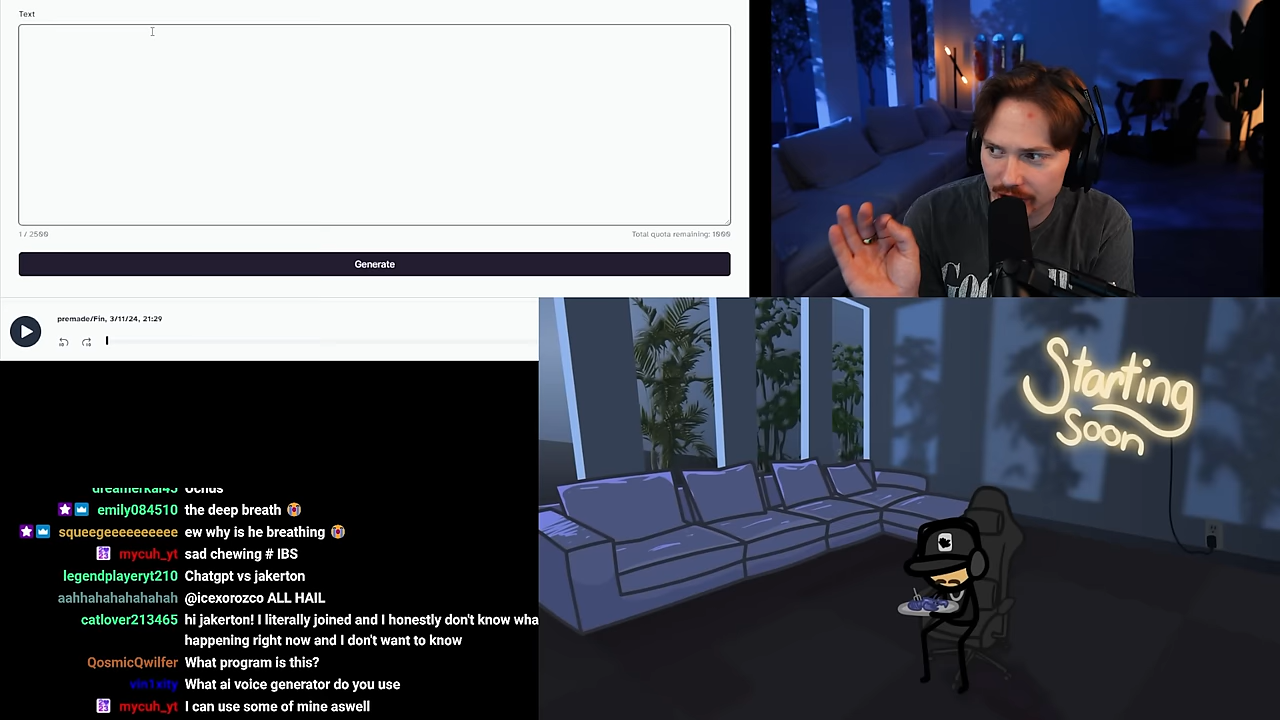 Text
1 / 2500
Total quota remaining: 1000
Generate
premade/Fin, 3/11/24, 21:29
Starting
soon
emily084510 the deep breath
squeegeeeeeeeeee ew why is he breathing
mycuh_yt sad chewing # IBS
legendplayeryt210 Chatgpt vs jakerton
aahhahahahahahah @icexorozco ALL HAIL
catlover213465 hi jakerton! I literally joined and I honestly don't know wha
happening right now and I don't want to know
QosmicQwilfer What program is this?
vin1xity What ai voice generator do you use
mycuh_yt I can use some of mine aswell